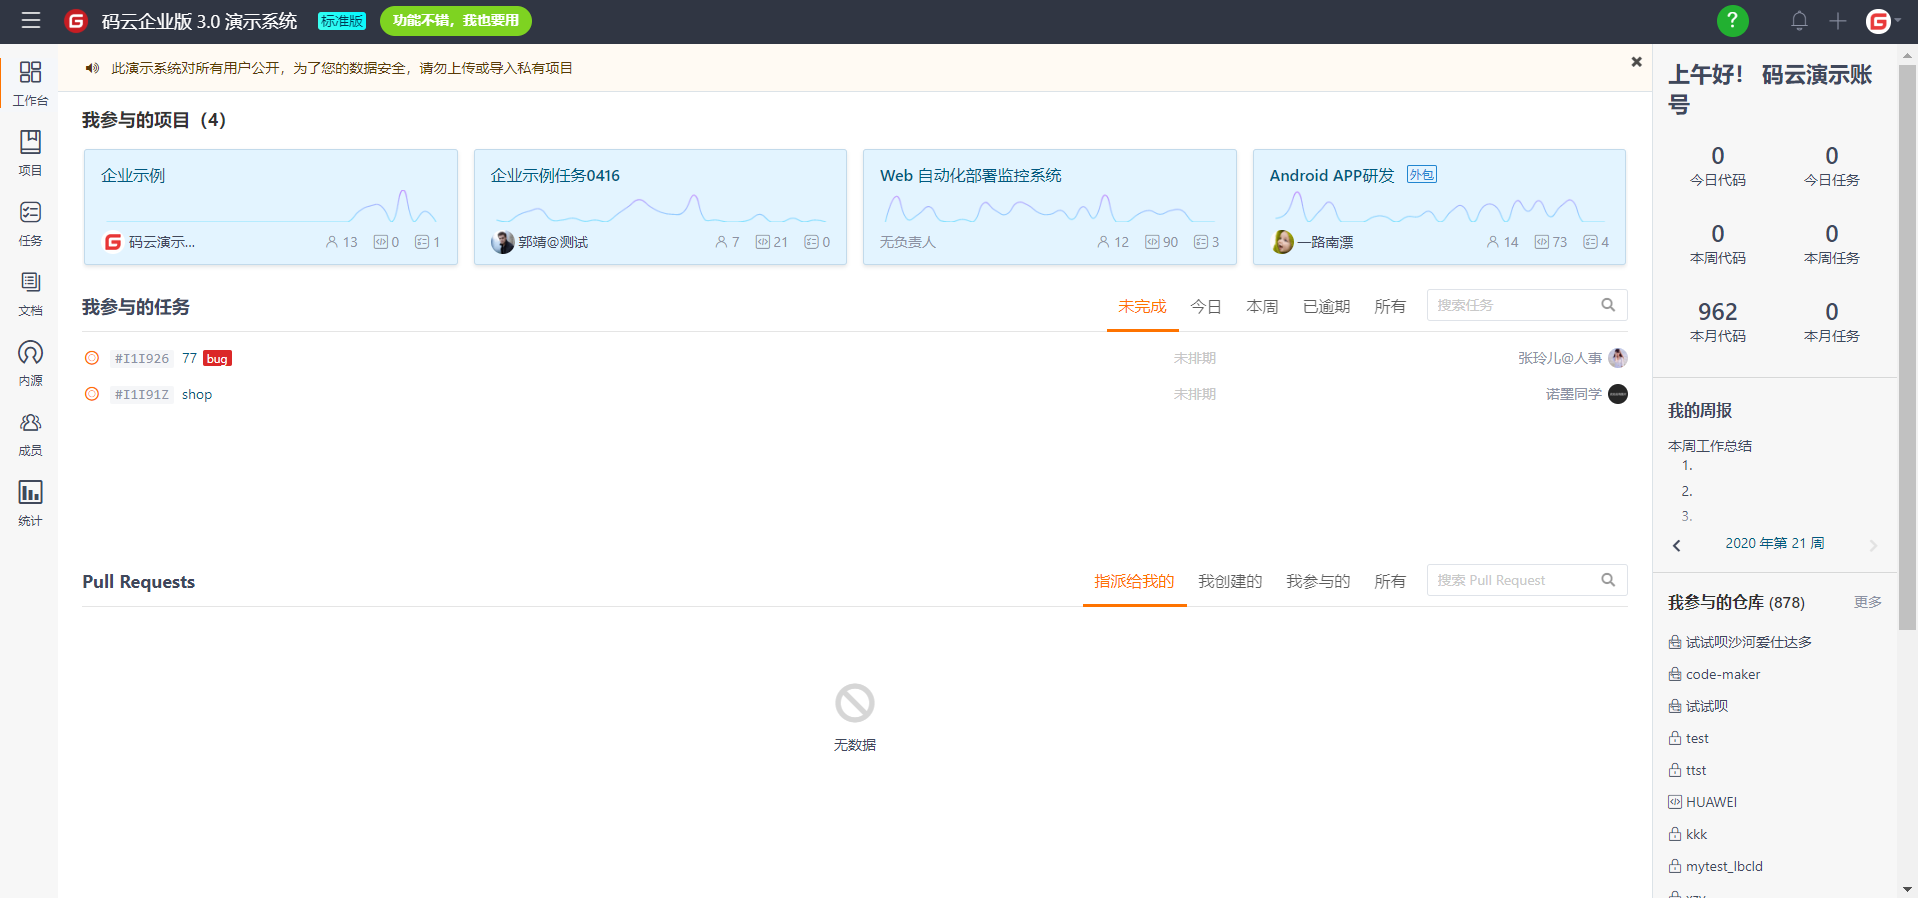 码云企业版 3.0 演示系统 标准版 功能不错，我也要用 ?
工作台
项目
任务
文档
内源
成员
统计
此演示系统对所有用户公开，为了您的数据安全，请勿上传或导入私有项目
我参与的项目（4）
企业示例
码云演示... 13 0 1
企业示例任务0416
郭靖@测试 7 21 0
Web 自动化部署监控系统
无负责人 12 90 3
Android APP研发 外包
一路南漂 14 73 4
我参与的任务 未完成 今日 本周 已逾期 所有 搜索任务
#I1I926 77 bug 未排期 张玲儿@人事
#I1I91Z shop 未排期 诺墨同学
Pull Requests 指派给我的 我创建的 我参与的 所有 搜索 Pull Request
无数据
上午好！ 码云演示账
号
0 0
今日代码 今日任务
0 0
本周代码 本周任务
962 0
本月代码 本月任务
我的周报
本周工作总结
1.
2.
3.
2020 年第 21 周
我参与的仓库 (878) 更多
试试呗沙河爱仕达多
code-maker
试试呗
test
ttst
HUAWEI
kkk
mytest_lbcld